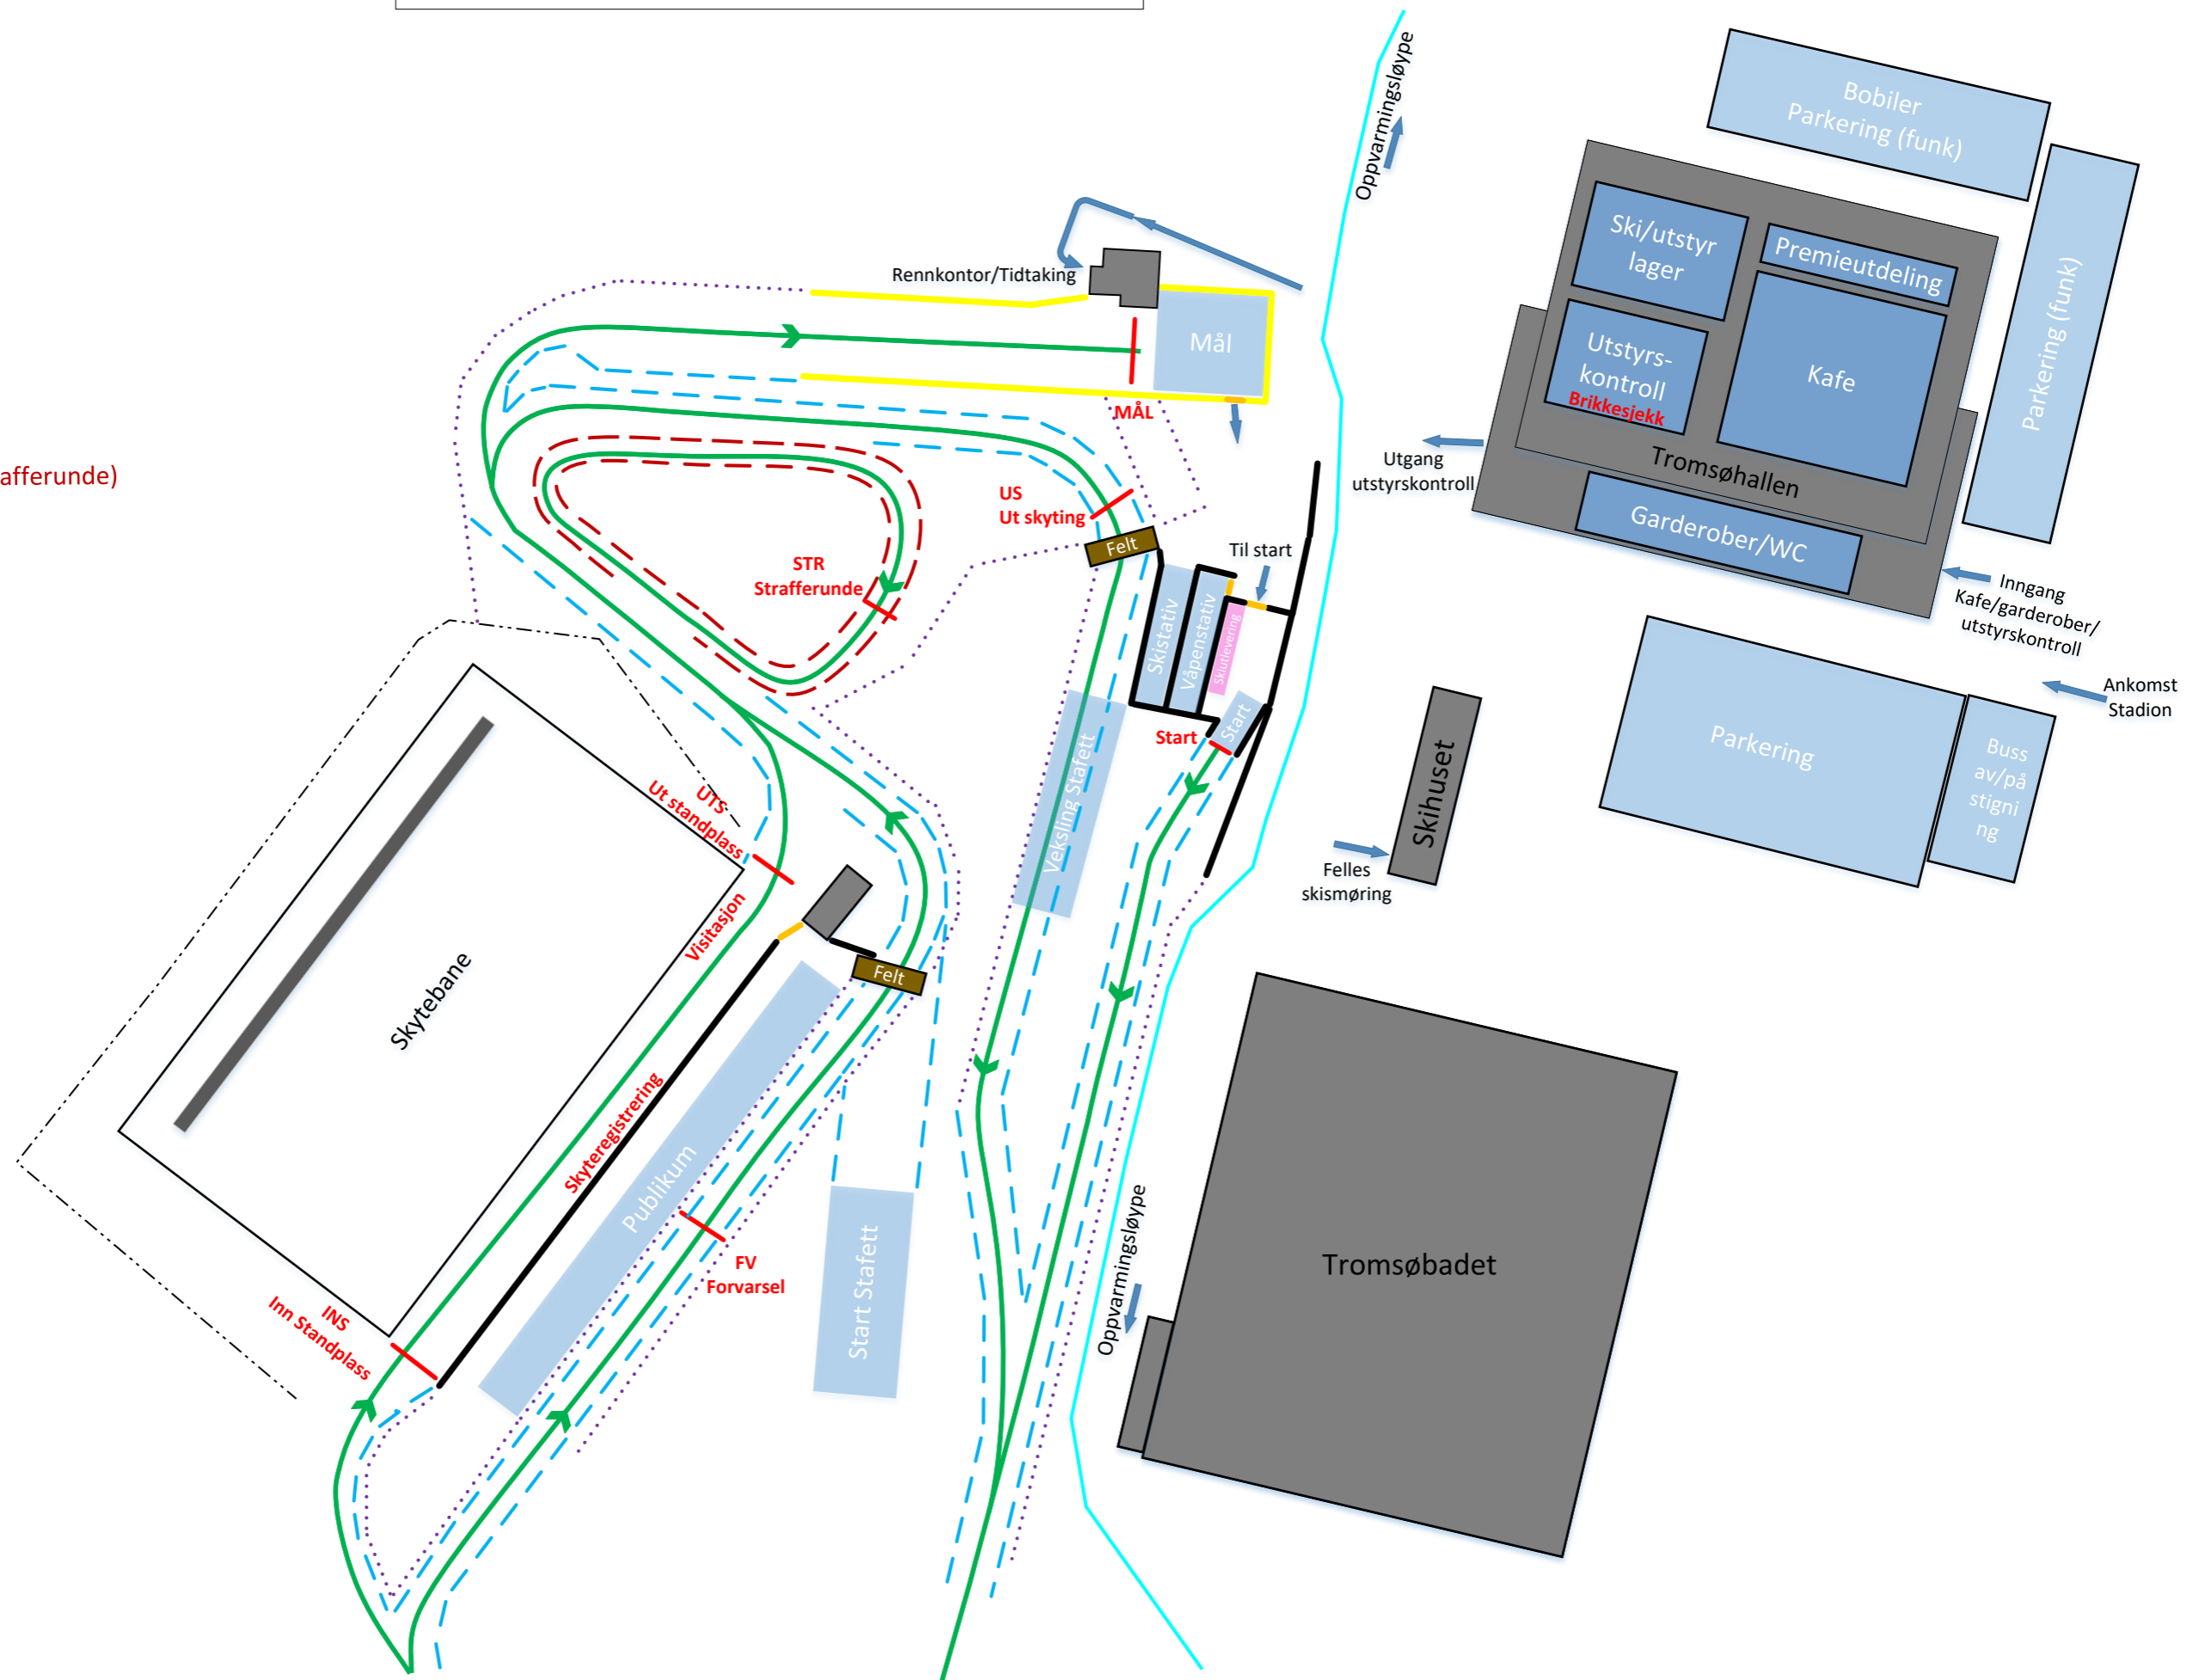 Oppvarmingsløype
Bobiler
Parkering (funk)
Parkering (funk)
Ski/utstyr
lager
Premieutdeling
Utstyrs-
kontroll
Brikkesjekk
Kafe
Tromsøhallen
Garderober/WC
Utgang
utstyrskontroll
Inngang
Kafe/garderober/
utstyrskontroll
Ankomst
Stadion
Rennkontor/Tidtaking
Mål
MÅL
afferunde)
US
Ut skyting
Felt
STR
Strafferunde
Til start
Skistativ
Våpenstativ
Skiutlevering
Start
Start
Veksling Stafett
Skihuset
Felles
skismøring
Parkering
Buss
av/på
stigni
ng
UTS
Ut standplass
Visitasjon
Felt
Skytebane
Skyteregistrering
Publikum
FV
Forvarsel
Start Stafett
INS
Inn Standplass
Oppvarmingsløype
Tromsøbadet